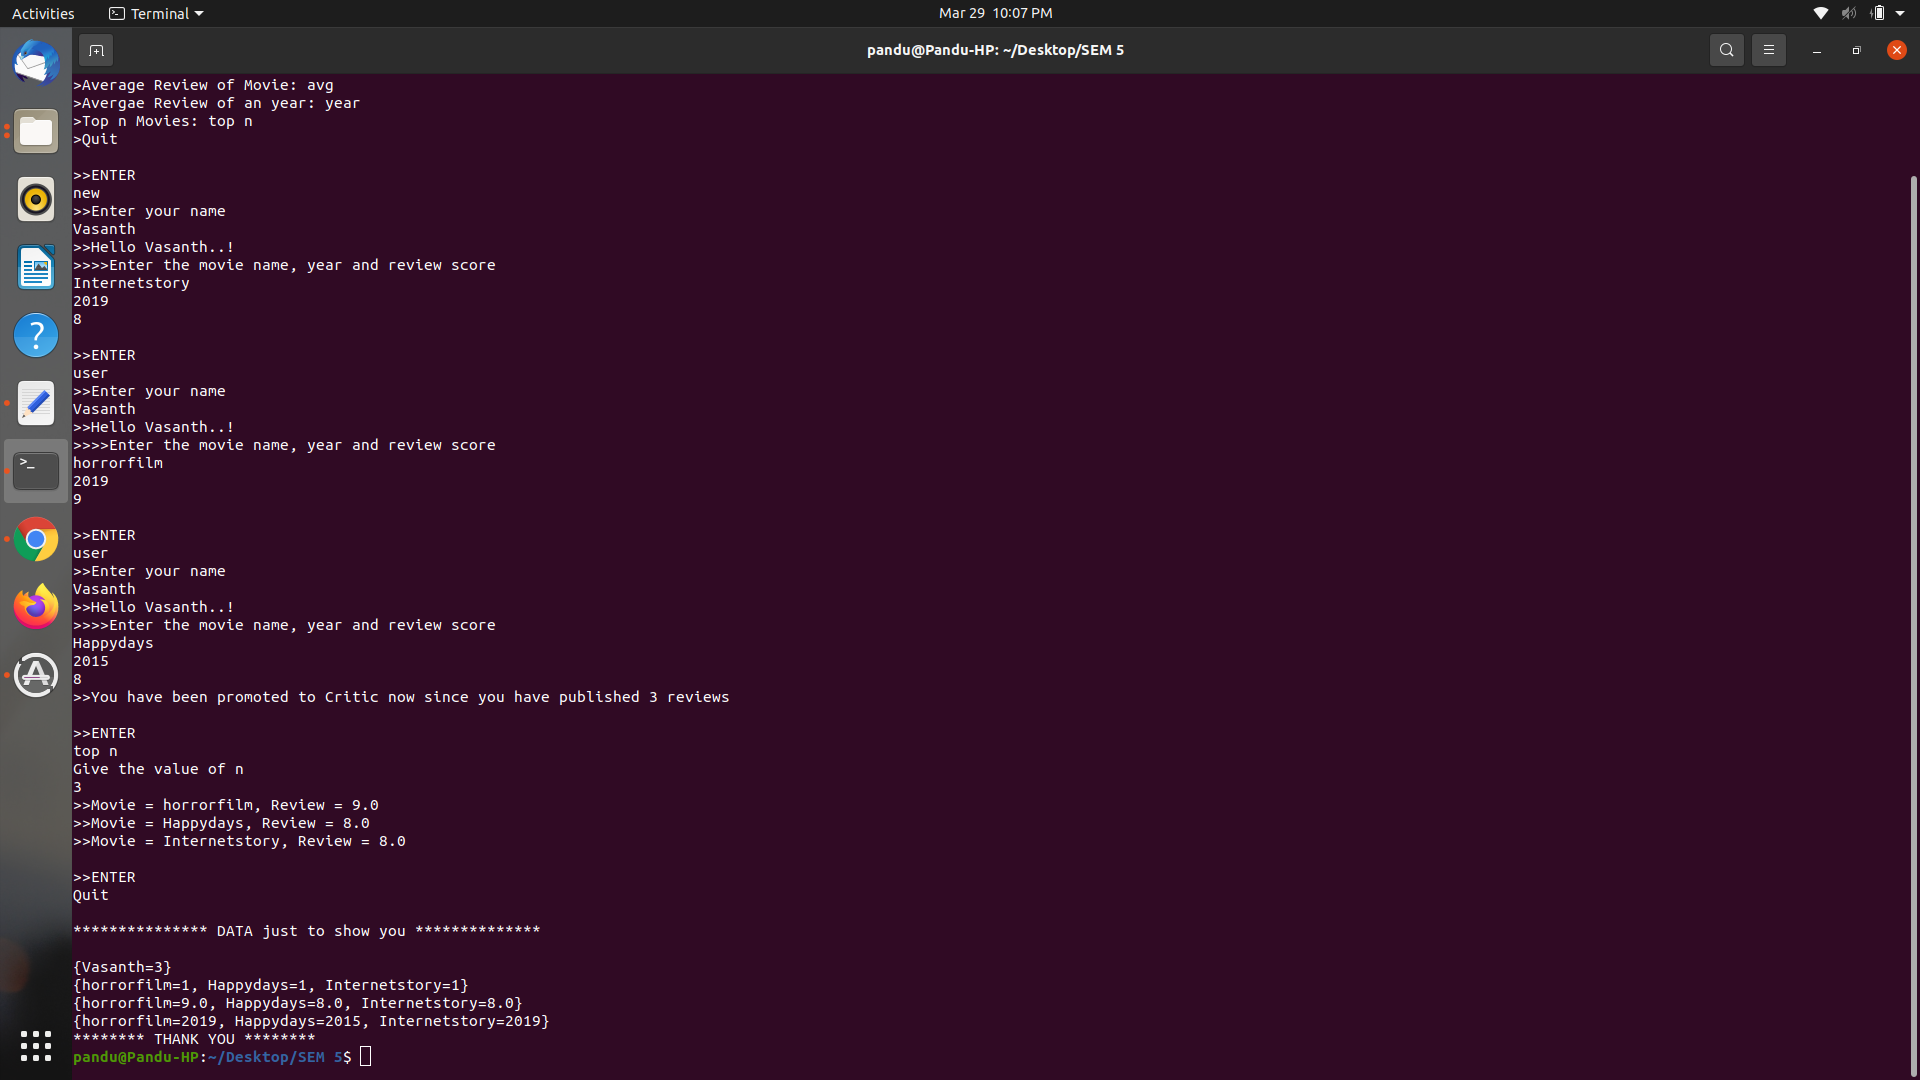 Activities
Terminal
Mar 29 10:07 PM
pandu@Pandu-HP: ~/Desktop/SEM 5
>Average Review of Movie: avg
>Avergae Review of an year: year
>Top n Movies: top n
>Quit
>>ENTER
new
>>Enter your name
Vasanth
>>Hello Vasanth..!
>>>>Enter the movie name, year and review score
Internetstory
2019
8
>>ENTER
user
>>Enter your name
Vasanth
>>Hello Vasanth..!
>>>>Enter the movie name, year and review score
horrorfilm
2019
9
>>ENTER
user
>>Enter your name
Vasanth
>>Hello Vasanth..!
>>>>Enter the movie name, year and review score
Happydays
2015
8
>>You have been promoted to Critic now since you have published 3 reviews
>>ENTER
top n
Give the value of n
3
>>Movie = horrorfilm, Review = 9.0
>>Movie = Happydays, Review = 8.0
>>Movie = Internetstory, Review = 8.0
>>ENTER
Quit
*************** DATA just to show you **************
{Vasanth=3}
{horrorfilm=1, Happydays=1, Internetstory=1}
{horrorfilm=9.0, Happydays=8.0, Internetstory=8.0}
{horrorfilm=2019, Happydays=2015, Internetstory=2019}
******** THANK YOU ********
pandu@Pandu-HP:~/Desktop/SEM 5$